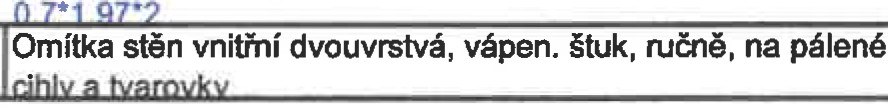 0.7*1.97*2
Omítka stěn vnitřní dvouvrstvá, vápen. štuk, ručně, na pálené
cihly a tvarovky